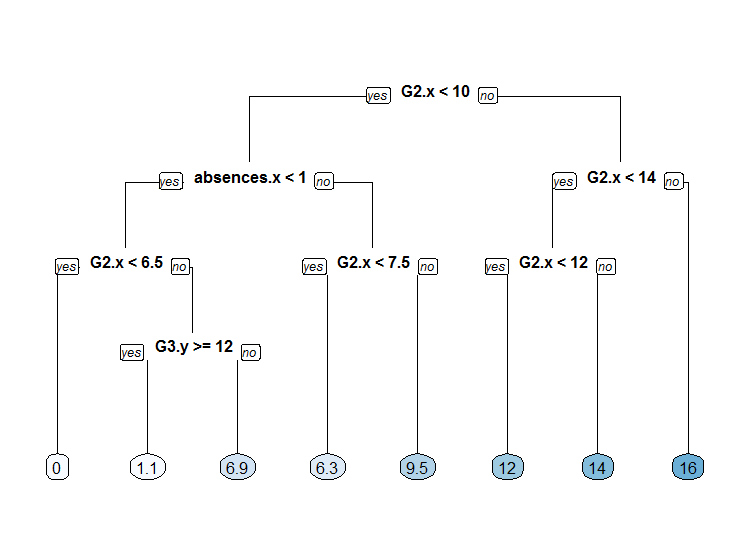 yes G2.x < 10 no
yes absences.x < 1 no yes G2.x < 14 no
yes G2.x < 6.5 no yes G2.x < 7.5 no yes G2.x < 12 no
yes G3.y >= 12 no
0 1.1 6.9 6.3 9.5 12 14 16